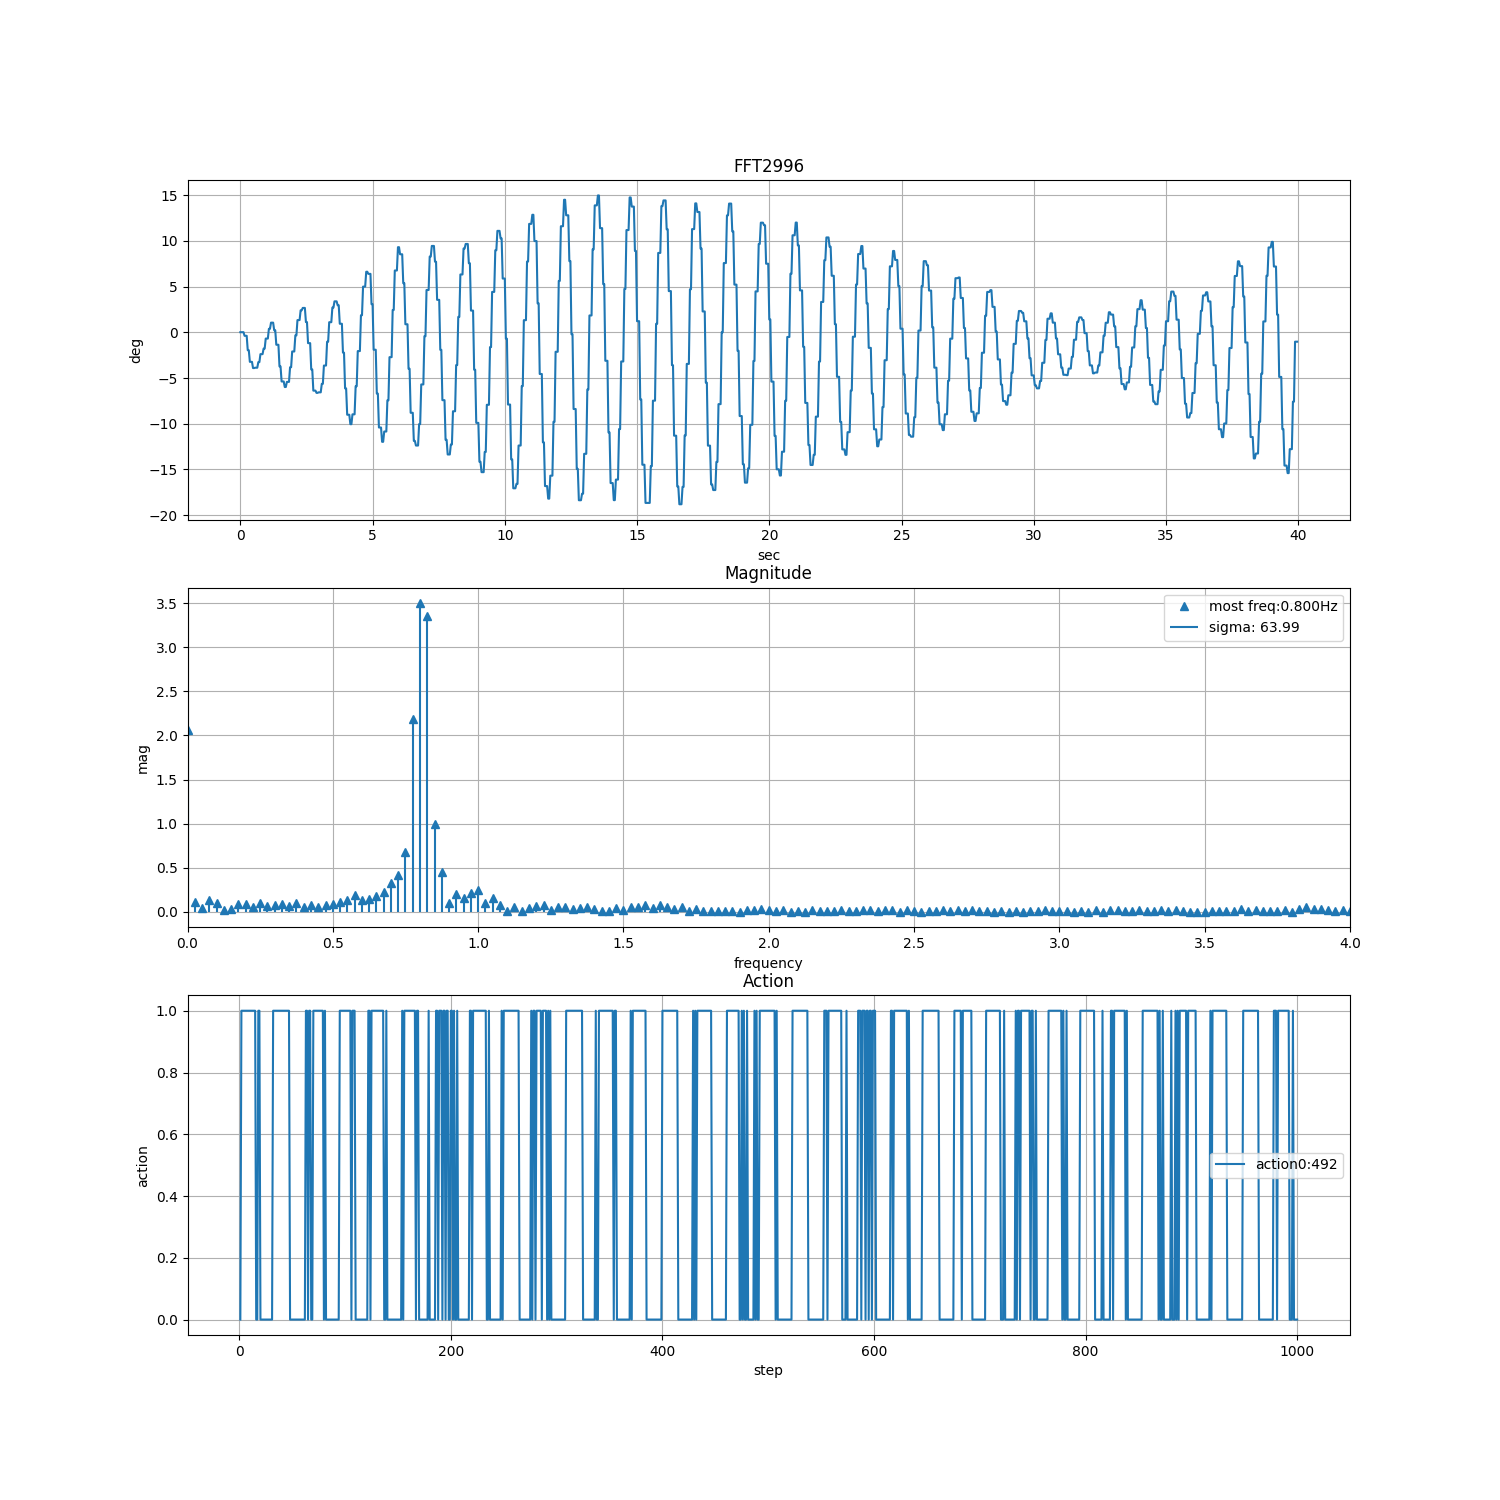 FFT2996
15
10
5
0
−5
−10
−15
−20
deg
0 5 10 15 20 25 30 35 40
sec
Magnitude
3.5
3.0
2.5
2.0
1.5
1.0
0.5
0.0
mag
most freq:0.800Hz
sigma: 63.99
0.0 0.5 1.0 1.5 2.0 2.5 3.0 3.5 4.0
frequency
Action
1.0
0.8
0.6
0.4
0.2
0.0
action
action0:492
0 200 400 600 800 1000
step